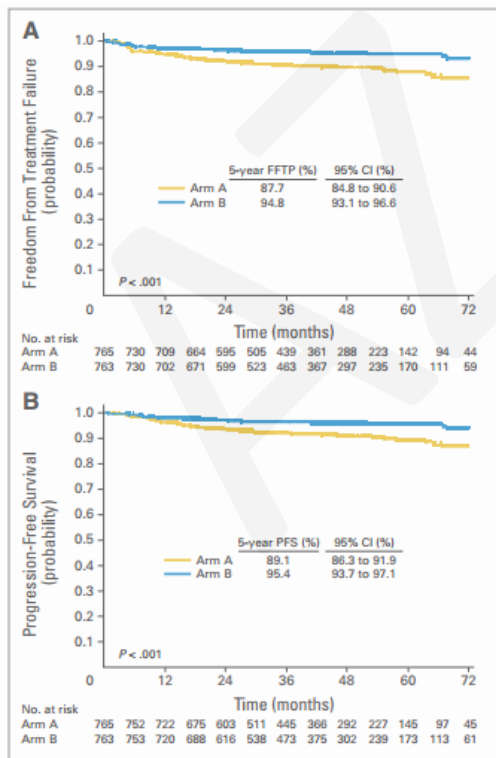 A
Freedom From Treatment Failure
(probability)
1.0
0.9
0.8
0.7
0.6
0.5
0.4
0.3
0.2
0.1
5-year FFTP (%) 95% CI (%)
Arm A 87.7 84.8 to 90.6
Arm B 94.8 93.1 to 96.6
P < .001
0 12 24 36 48 60 72
Time (months)
No. at risk
Arm A 765 730 709 664 595 505 439 361 288 223 142 94 44
Arm B 763 730 702 671 599 523 463 367 297 235 170 111 59
B
Progression-Free Survival
(probability)
1.0
0.9
0.8
0.7
0.6
0.5
0.4
0.3
0.2
0.1
5-year PFS (%) 95% CI (%)
Arm A 89.1 86.3 to 91.9
Arm B 95.4 93.7 to 97.1
P < .001
0 12 24 36 48 60 72
Time (months)
No. at risk
Arm A 765 752 722 675 603 511 445 366 292 227 145 97 45
Arm B 763 753 720 688 616 538 473 375 302 239 173 113 61